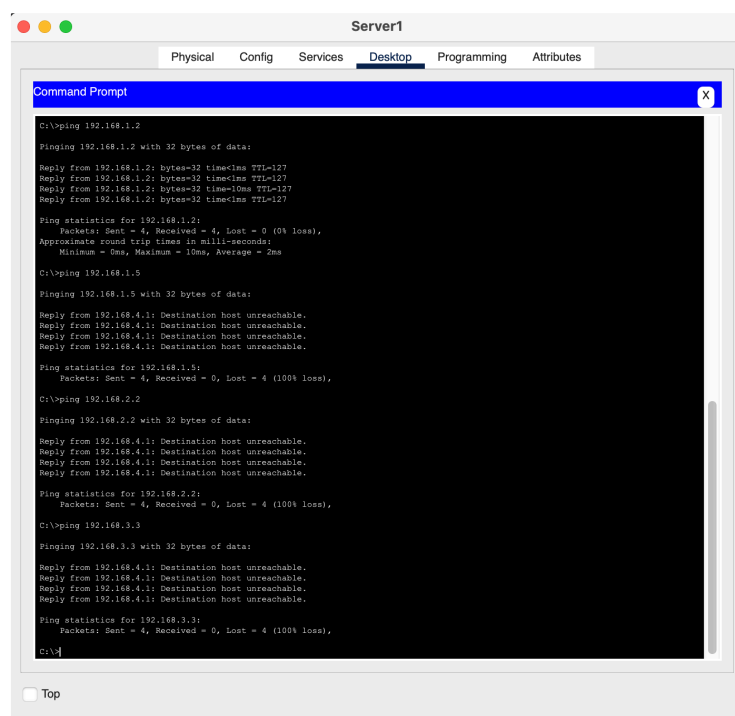 Server1
Physical Config Services Desktop Programming Attributes
Command Prompt
X
C:\>ping 192.168.1.2
Pinging 192.168.1.2 with 32 bytes of data:
Reply from 192.168.1.2: bytes=32 time<1ms TTL=127
Reply from 192.168.1.2: bytes=32 time<1ms TTL=127
Reply from 192.168.1.2: bytes=32 time=10ms TTL=127
Reply from 192.168.1.2: bytes=32 time<1ms TTL=127
Ping statistics for 192.168.1.2:
Packets: Sent = 4, Received = 4, Lost = 0 (0% loss),
Approximate round trip times in milli-seconds:
Minimum = 0ms, Maximum = 10ms, Average = 2ms
C:\>ping 192.168.1.5
Pinging 192.168.1.5 with 32 bytes of data:
Reply from 192.168.4.1: Destination host unreachable.
Reply from 192.168.4.1: Destination host unreachable.
Reply from 192.168.4.1: Destination host unreachable.
Reply from 192.168.4.1: Destination host unreachable.
Ping statistics for 192.168.1.5:
Packets: Sent = 4, Received = 0, Lost = 4 (100% loss),
C:\>ping 192.168.2.2
Pinging 192.168.2.2 with 32 bytes of data:
Reply from 192.168.4.1: Destination host unreachable.
Reply from 192.168.4.1: Destination host unreachable.
Reply from 192.168.4.1: Destination host unreachable.
Reply from 192.168.4.1: Destination host unreachable.
Ping statistics for 192.168.2.2:
Packets: Sent = 4, Received = 0, Lost = 4 (100% loss),
C:\>ping 192.168.3.3
Pinging 192.168.3.3 with 32 bytes of data:
Reply from 192.168.4.1: Destination host unreachable.
Reply from 192.168.4.1: Destination host unreachable.
Reply from 192.168.4.1: Destination host unreachable.
Reply from 192.168.4.1: Destination host unreachable.
Ping statistics for 192.168.3.3:
Packets: Sent = 4, Received = 0, Lost = 4 (100% loss),
C:\>
Top